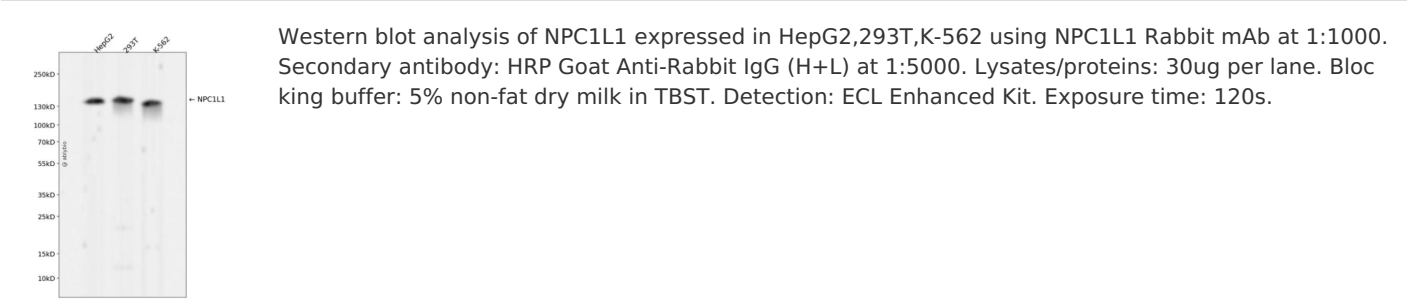 HepG2 293T K-562
Western blot analysis of NPC1L1 expressed in HepG2,293T,K-562 using NPC1L1 Rabbit mAb at 1:1000.
Secondary antibody: HRP Goat Anti-Rabbit IgG (H+L) at 1:5000. Lysates/proteins: 30ug per lane. Bloc
king buffer: 5% non-fat dry milk in TBST. Detection: ECL Enhanced Kit. Exposure time: 120s.
250kD
← NPC1L1
130kD
100kD
70kD
55kD
35kD
25kD
15kD
10kD